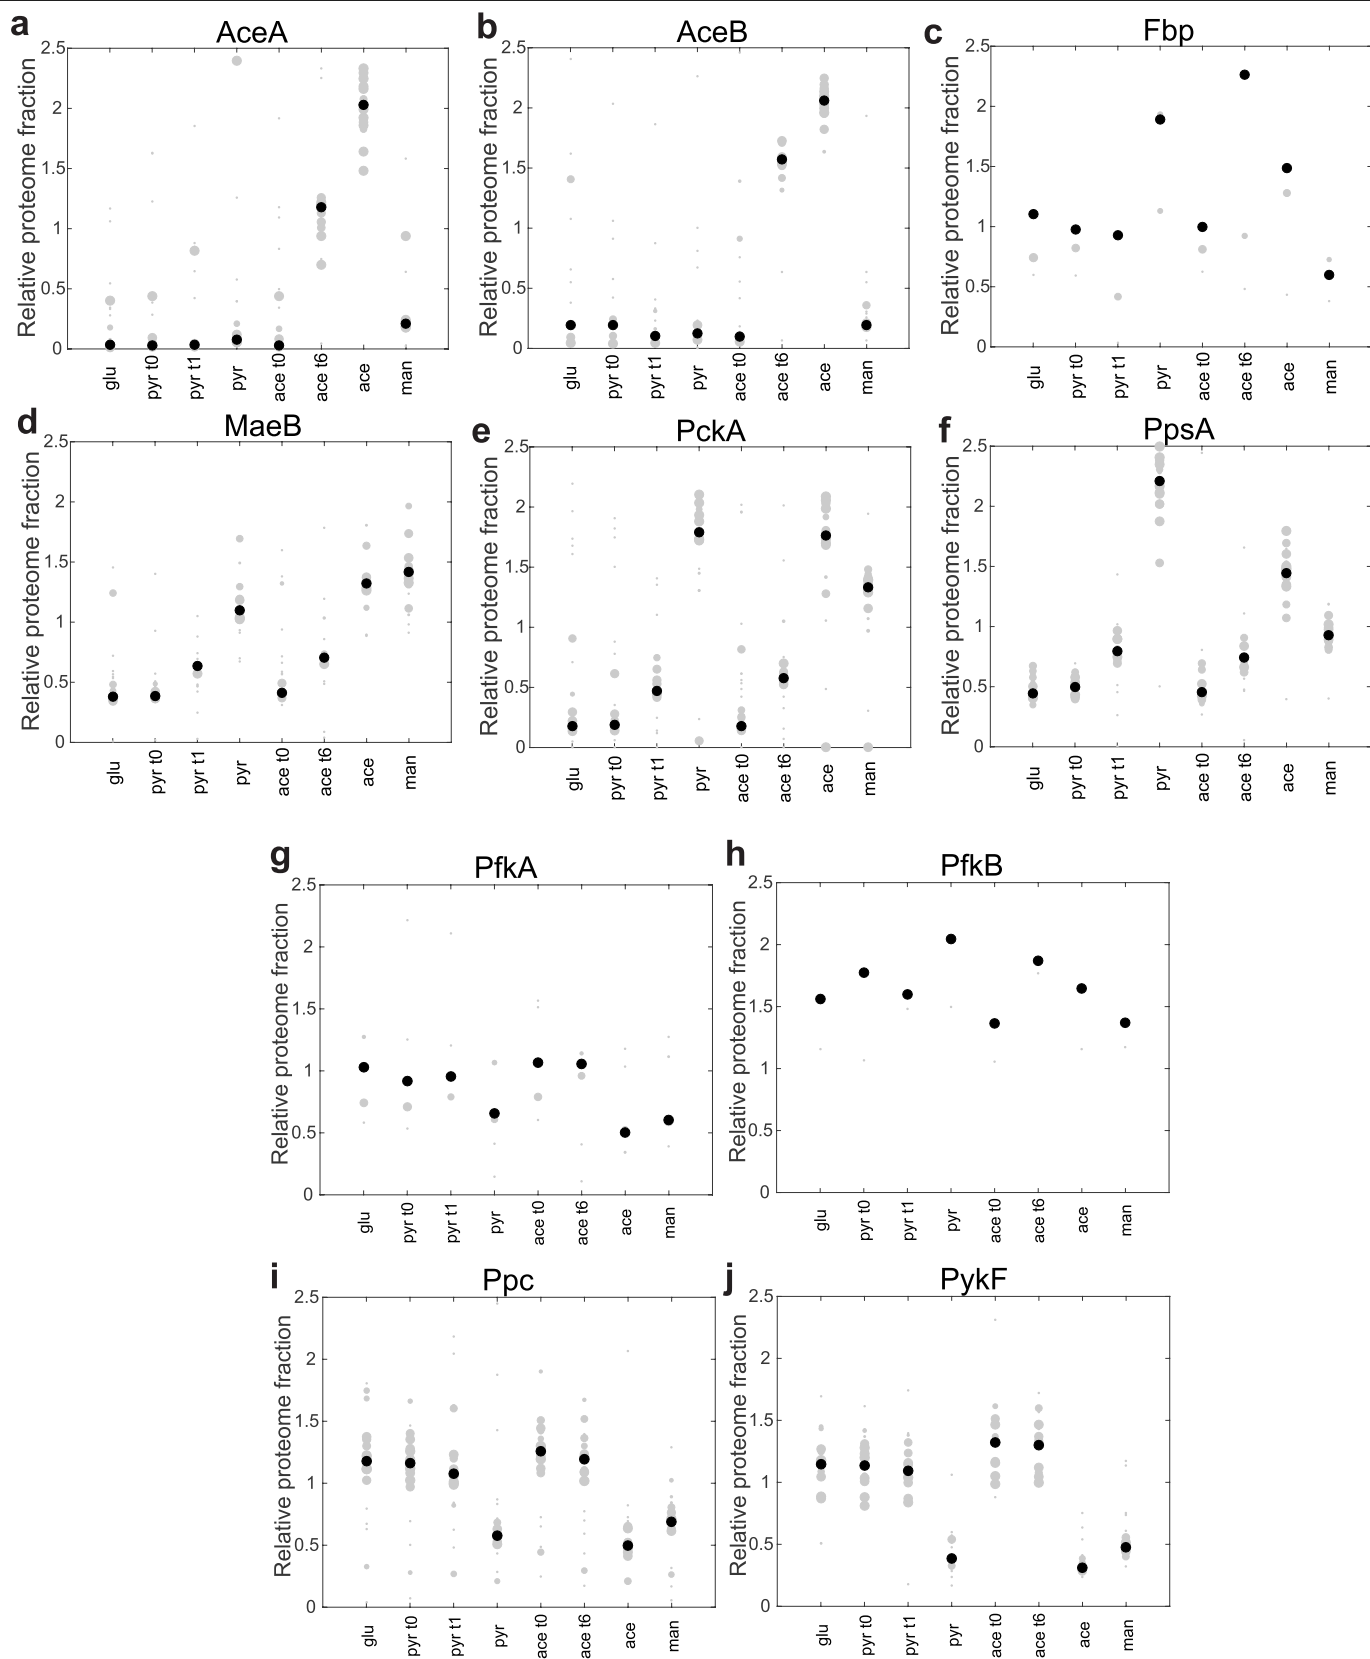 a AceA
Relative proteome fraction
2.5
2
1.5
1
0.5
0
glu pyr t0 pyr t1 pyr ace t0 ace t6 ace man
b AceB
Relative proteome fraction
2.5
2
1.5
1
0.5
0
glu pyr t0 pyr t1 pyr ace t0 ace t6 ace man
c Fbp
Relative proteome fraction
2.5
2
1.5
1
0.5
0
glu pyr t0 pyr t1 pyr ace t0 ace t6 ace man
d MaeB
Relative proteome fraction
2.5
2
1.5
1
0.5
0
glu pyr t0 pyr t1 pyr ace t0 ace t6 ace man
e PckA
Relative proteome fraction
2.5
2
1.5
1
0.5
0
glu pyr t0 pyr t1 pyr ace t0 ace t6 ace man
f PpsA
Relative proteome fraction
2.5
2
1.5
1
0.5
0
glu pyr t0 pyr t1 pyr ace t0 ace t6 ace man
g PfkA
Relative proteome fraction
2.5
2
1.5
1
0.5
0
glu pyr t0 pyr t1 pyr ace t0 ace t6 ace man
h PfkB
Relative proteome fraction
2.5
2
1.5
1
0.5
0
glu pyr t0 pyr t1 pyr ace t0 ace t6 ace man
i Ppc
Relative proteome fraction
2.5
2
1.5
1
0.5
0
glu pyr t0 pyr t1 pyr ace t0 ace t6 ace man
j PykF
Relative proteome fraction
2.5
2
1.5
1
0.5
0
glu pyr t0 pyr t1 pyr ace t0 ace t6 ace man